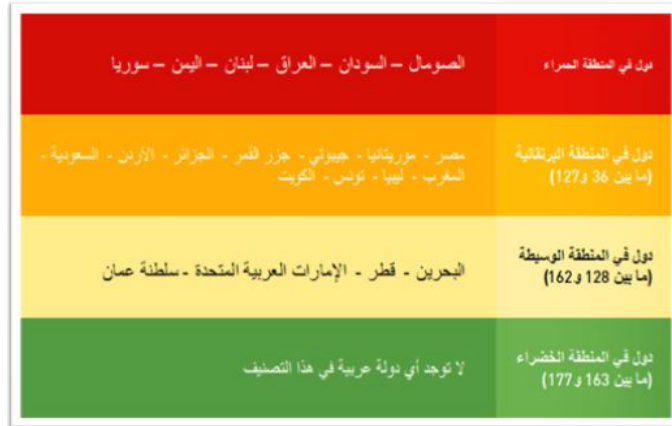 دول في المنطقة الحمراء
الصومال – السودان – العراق – لبنان – اليمن – سوريا
دول في المنطقة البرتقالية
(ما بين 36 و127)
مصر - موريتانيا - جيبوتي - جزر القمر - الجزائر - الأردن - السعودية -
المغرب - ليبيا - تونس - الكويت
دول في المنطقة الوسيطة
(ما بين 128 و162)
البحرين - قطر - الإمارات العربية المتحدة - سلطنة عمان
دول في المنطقة الخضراء
(ما بين 163 و177)
لا توجد أي دولة عربية في هذا التصنيف